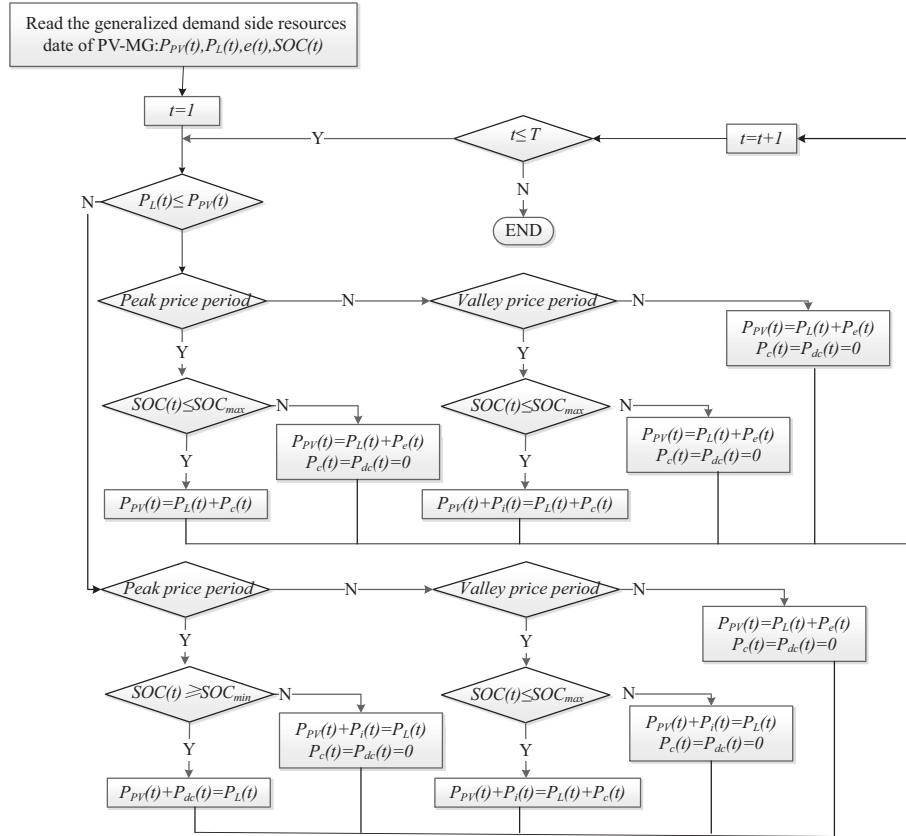 Read the generalized demand side resources
date of PV-MG:P_PV(t),P_L(t),e(t),SOC(t)
t=1
Y
t≤ T
t=t+1
N
END
N
P_L(t)≤ P_PV(t)
Peak price period
N
Valley price period
N
P_PV(t)=P_L(t)+P_e(t)
P_c(t)=P_dc(t)=0
Y
Y
SOC(t)≤SOC_max
N
SOC(t)≤SOC_max
N
P_PV(t)=P_L(t)+P_e(t)
P_c(t)=P_dc(t)=0
P_PV(t)=P_L(t)+P_e(t)
P_c(t)=P_dc(t)=0
Y
Y
P_PV(t)=P_L(t)+P_c(t)
P_PV(t)+P_i(t)=P_L(t)+P_c(t)
Peak price period
N
Valley price period
N
P_PV(t)=P_L(t)+P_e(t)
P_c(t)=P_dc(t)=0
Y
Y
SOC(t)⩾SOC_min
N
SOC(t)≤SOC_max
N
P_PV(t)+P_i(t)=P_L(t)
P_c(t)=P_dc(t)=0
P_PV(t)+P_i(t)=P_L(t)
P_c(t)=P_dc(t)=0
Y
Y
P_PV(t)+P_dc(t)=P_L(t)
P_PV(t)+P_i(t)=P_L(t)+P_c(t)